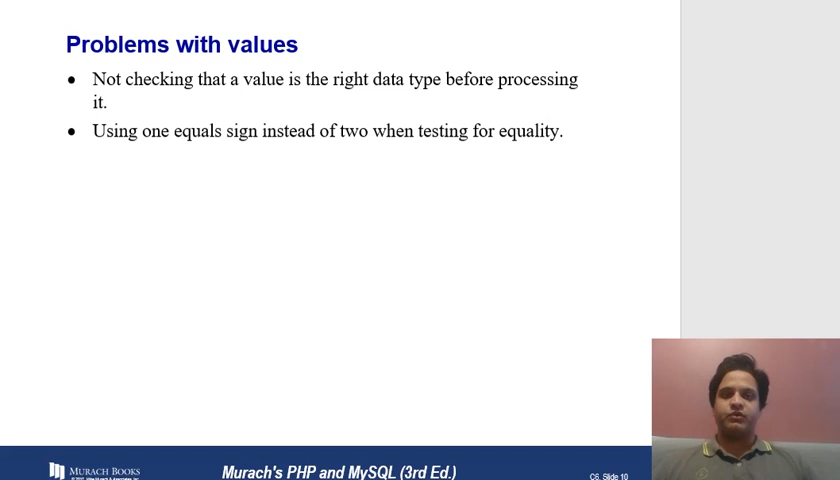 Problems with values
• Not checking that a value is the right data type before processing
it.
• Using one equals sign instead of two when testing for equality.
MURACH BOOKS
Murach's PHP and MySQL (3rd Ed.)
C6, Slide 10